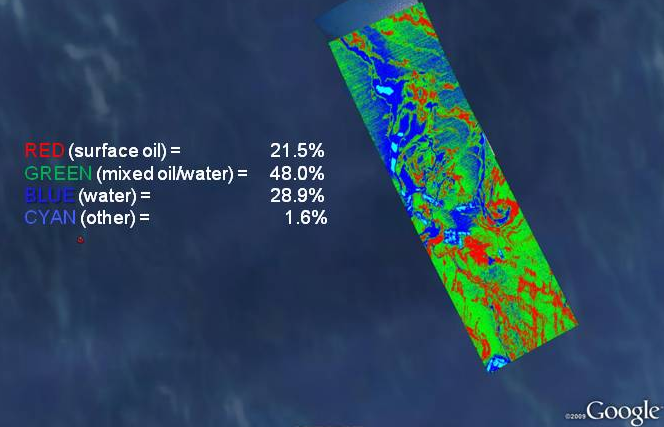 RED (surface oil) = 21.5%
GREEN (mixed oil/water) = 48.0%
BLUE (water) = 28.9%
CYAN (other) = 1.6%
©2009 Google